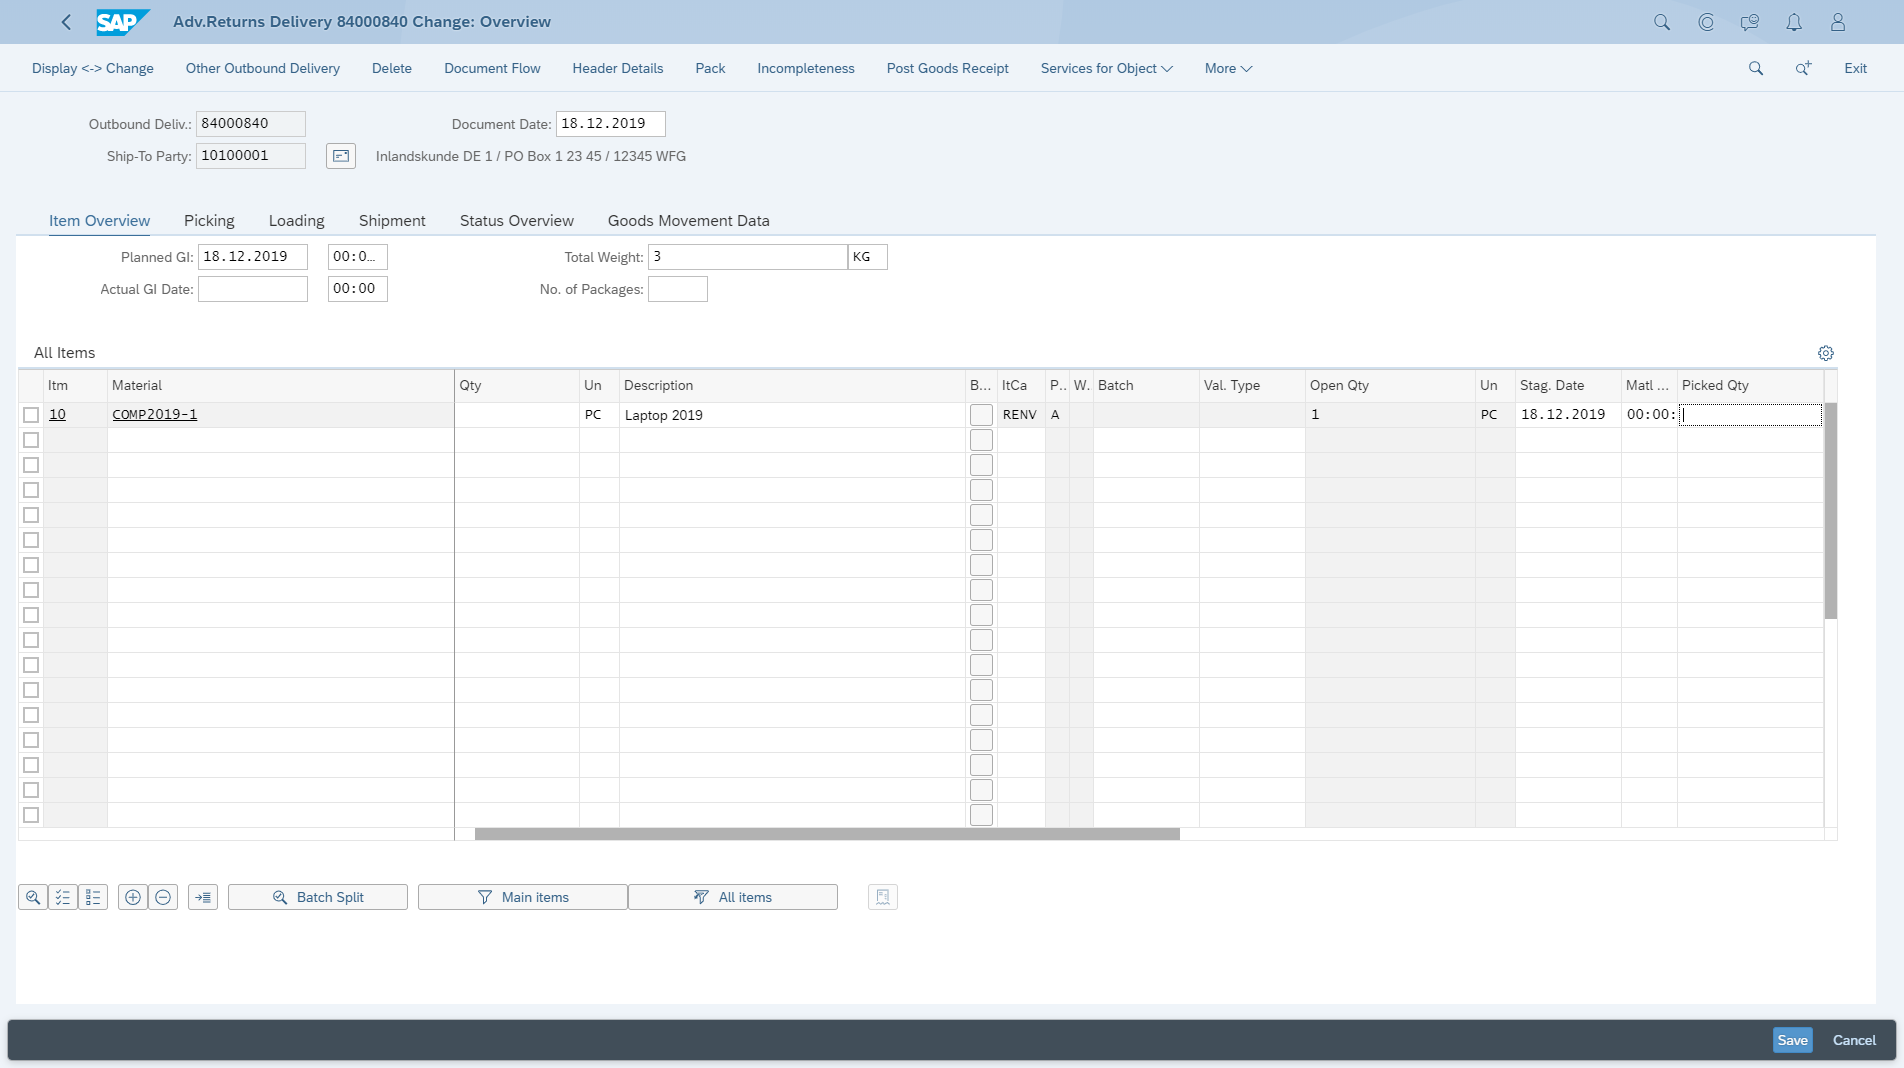 SAP Adv.Returns Delivery 84000840 Change: Overview
Display <-> Change Other Outbound Delivery Delete Document Flow Header Details Pack Incompleteness Post Goods Receipt Services for Object More Exit
Outbound Deliv.: 84000840 Document Date: 18.12.2019
Ship-To Party: 10100001 Inlandskunde DE 1 / PO Box 1 23 45 / 12345 WFG
Item Overview Picking Loading Shipment Status Overview Goods Movement Data
Planned GI: 18.12.2019 00:0... Total Weight: 3 KG
Actual GI Date: 00:00 No. of Packages:
All Items
Itm Material Qty Un Description B... ItCa P.. W. Batch Val. Type Open Qty Un Stag. Date Matl ... Picked Qty
10 COMP2019-1 PC Laptop 2019 RENV A 1 PC 18.12.2019 00:00:
Batch Split Main items All items
Save Cancel